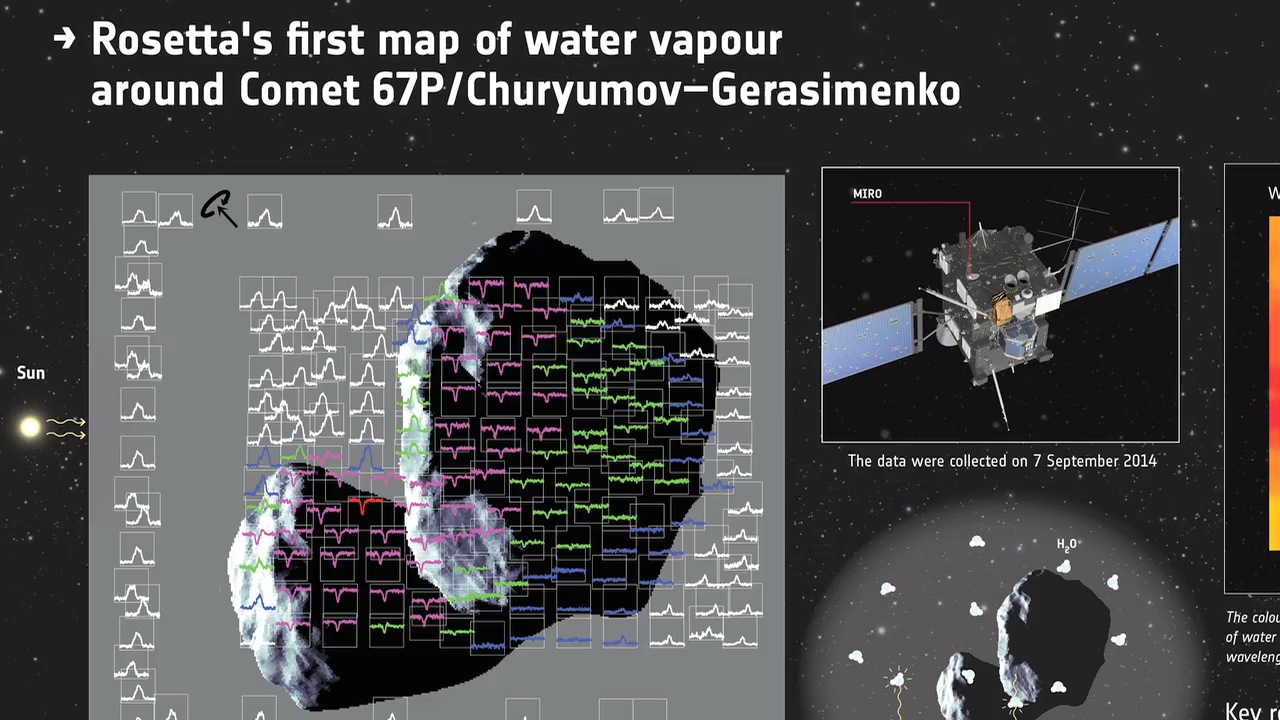 → Rosetta's first map of water vapour
around Comet 67P/Churyumov–Gerasimenko
MIRO
Sun
The data were collected on 7 September 2014
H₂O
The colou
of water
waveleng
Key r